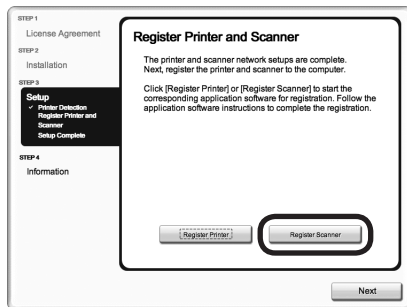 STEP 1
License Agreement
STEP 2
Installation
STEP 3
Setup
✓ Printer Detection
Register Printer and
Scanner
Setup Complete
STEP 4
Information
Register Printer and Scanner
The printer and scanner network setups are complete.
Next, register the printer and scanner to the computer.
Click [Register Printer] or [Register Scanner] to start the
corresponding application software for registration. Follow the
application software instructions to complete the registration.
Register Printer
Register Scanner
Next